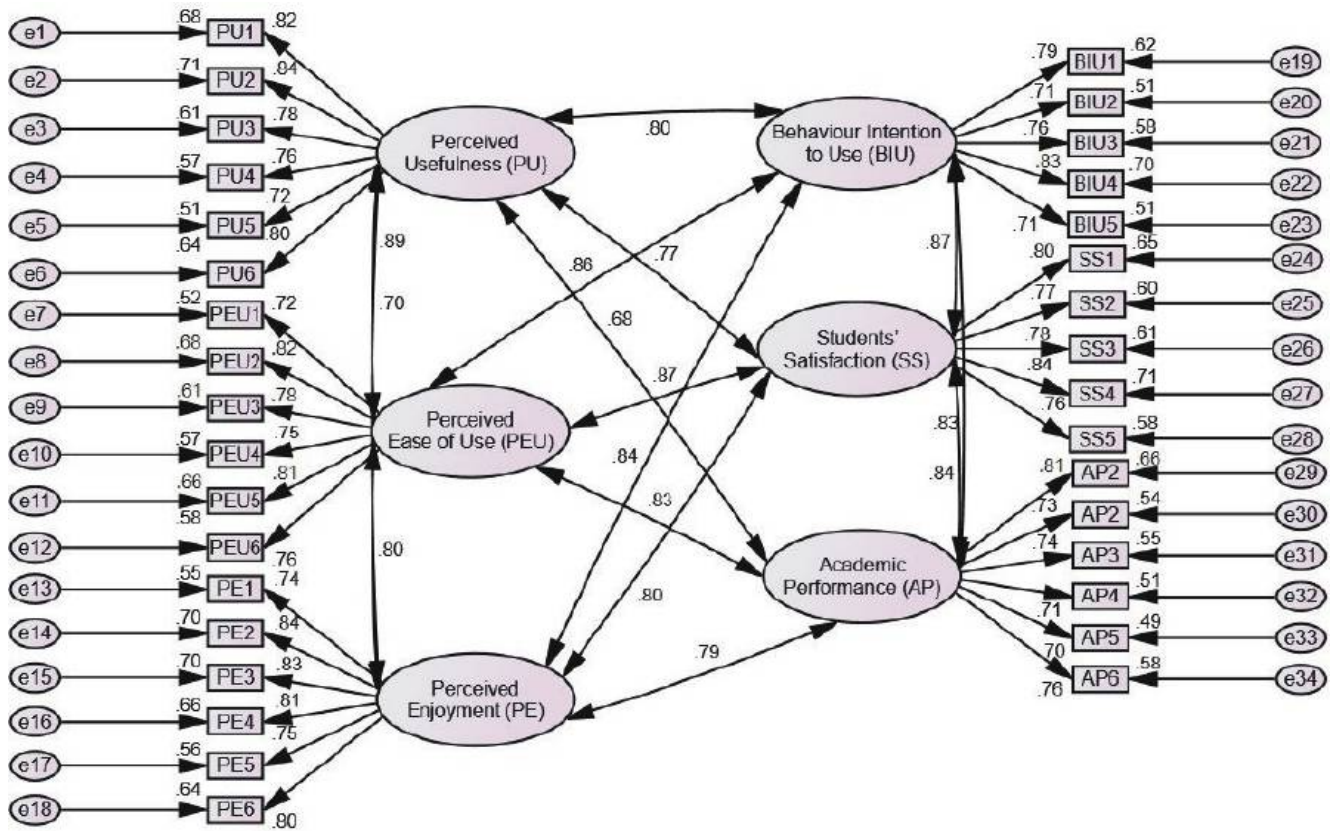 e1 .68 PU1 .82
e2 .71 PU2 .84
e3 .61 PU3 .78
e4 .57 PU4 .76
e5 .51 PU5 .72
e6 .64 PU6 .80
e7 .52 PEU1 .72
e8 .68 PEU2 .82
e9 .61 PEU3 .78
e10 .57 PEU4 .75
e11 .66 PEU5 .81
e12 .58 PEU6 .76
e13 .55 PE1 .74
e14 .70 PE2 .84
e15 .70 PE3 .83
e16 .66 PE4 .81
e17 .56 PE5 .75
e18 .64 PE6 .80
Perceived
Usefulness (PU)
Perceived
Ease of Use (PEU)
Perceived
Enjoyment (PE)
.89
.70
.80
.80
.86
.77
.68
.87
.84
.83
.80
.79
Behaviour Intention
to Use (BIU)
Students'
Satisfaction (SS)
Academic
Performance (AP)
.87
.83
.84
.79 BIU1 .62 e19
.71 BIU2 .51 e20
.76 BIU3 .58 e21
.83 BIU4 .70 e22
.71 BIU5 .51 e23
.80 SS1 .65 e24
.77 SS2 .60 e25
.78 SS3 .61 e26
.84 SS4 .71 e27
.76 SS5 .58 e28
.81 AP2 .66 e29
.73 AP2 .54 e30
.74 AP3 .55 e31
.71 AP4 .51 e32
.70 AP5 .49 e33
.76 AP6 .58 e34